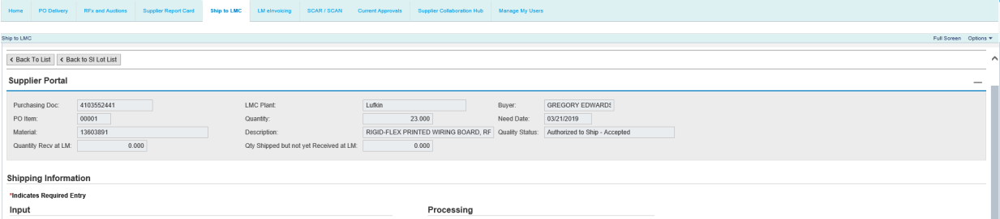 Home PO Delivery RFx and Auctions Supplier Report Card Ship to LMC LM eInvoicing SCAR / SCAN Current Approvals Supplier Collaboration Hub Manage My Users
Ship to LMC Full Screen Options
Back To List Back to SI Lot List
Supplier Portal
Purchasing Doc: 4103552441 LMC Plant: Lufkin Buyer: GREGORY EDWARDS
PO Item: 00001 Quantity: 23.000 Need Date: 03/21/2019
Material: 13603891 Description: RIGID-FLEX PRINTED WIRING BOARD, RF Quality Status: Authorized to Ship - Accepted
Quantity Recv at LM: 0.000 Qty Shipped but not yet Received at LM: 0.000
Shipping Information
*Indicates Required Entry
Input Processing